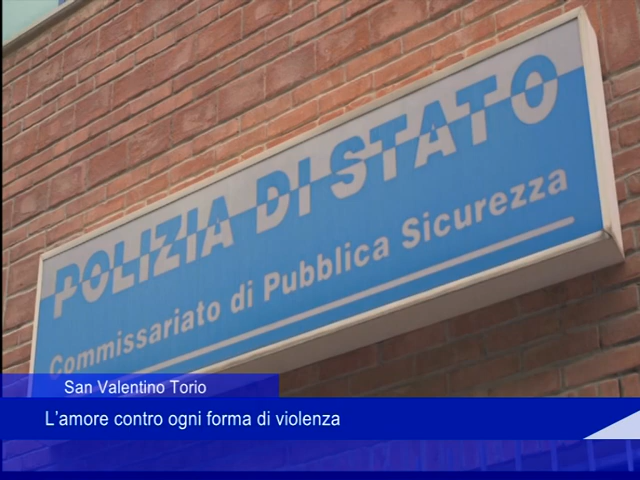 POLIZIA DI STATO
Commissariato di Pubblica Sicurezza
San Valentino Torio
L'amore contro ogni forma di violenza